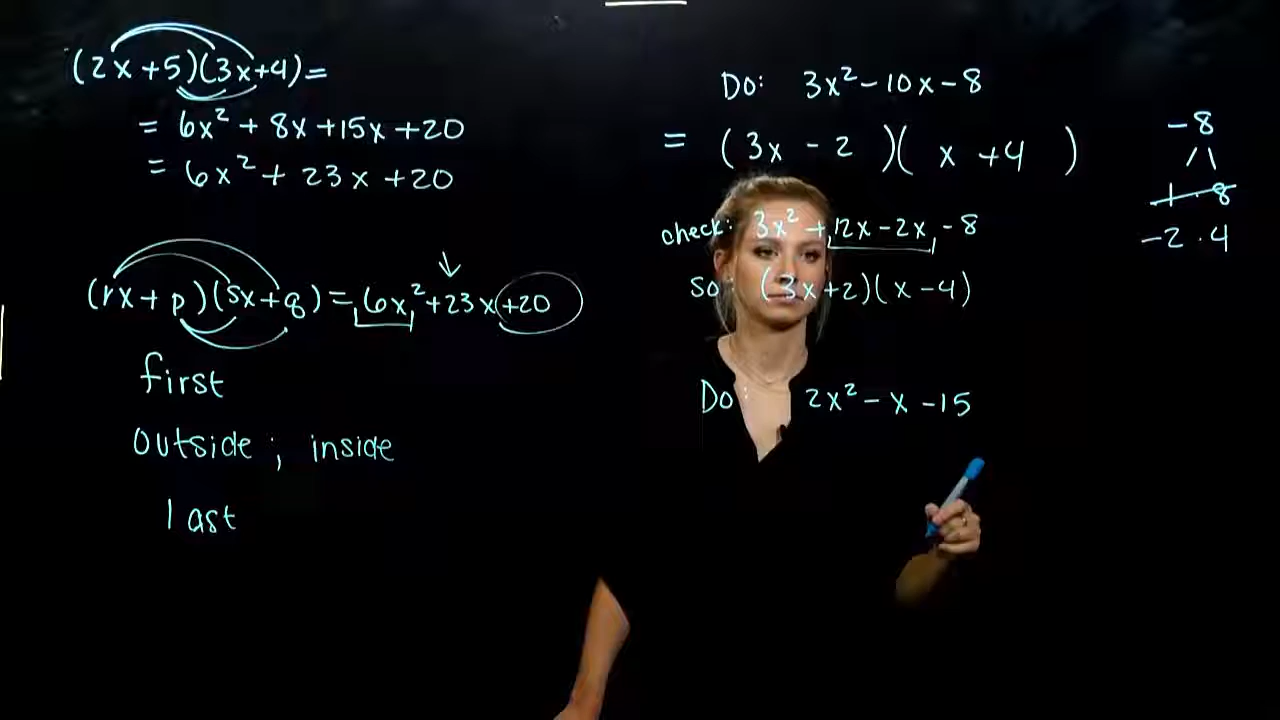 (2x+5)(3x+4)=
= 6x² + 8x + 15x + 20
= 6x² + 23x + 20
(rx + p)(sx + q) = 6x² + 23x + 20
first
outside ; inside
last
Do: 3x² - 10x - 8
= (3x - 2 )( x + 4 )
check: 3x² + 12x - 2x - 8
so: (3x+2)(x - 4)
Do: 2x² - x - 15
-8
1 · 8
-2 · 4